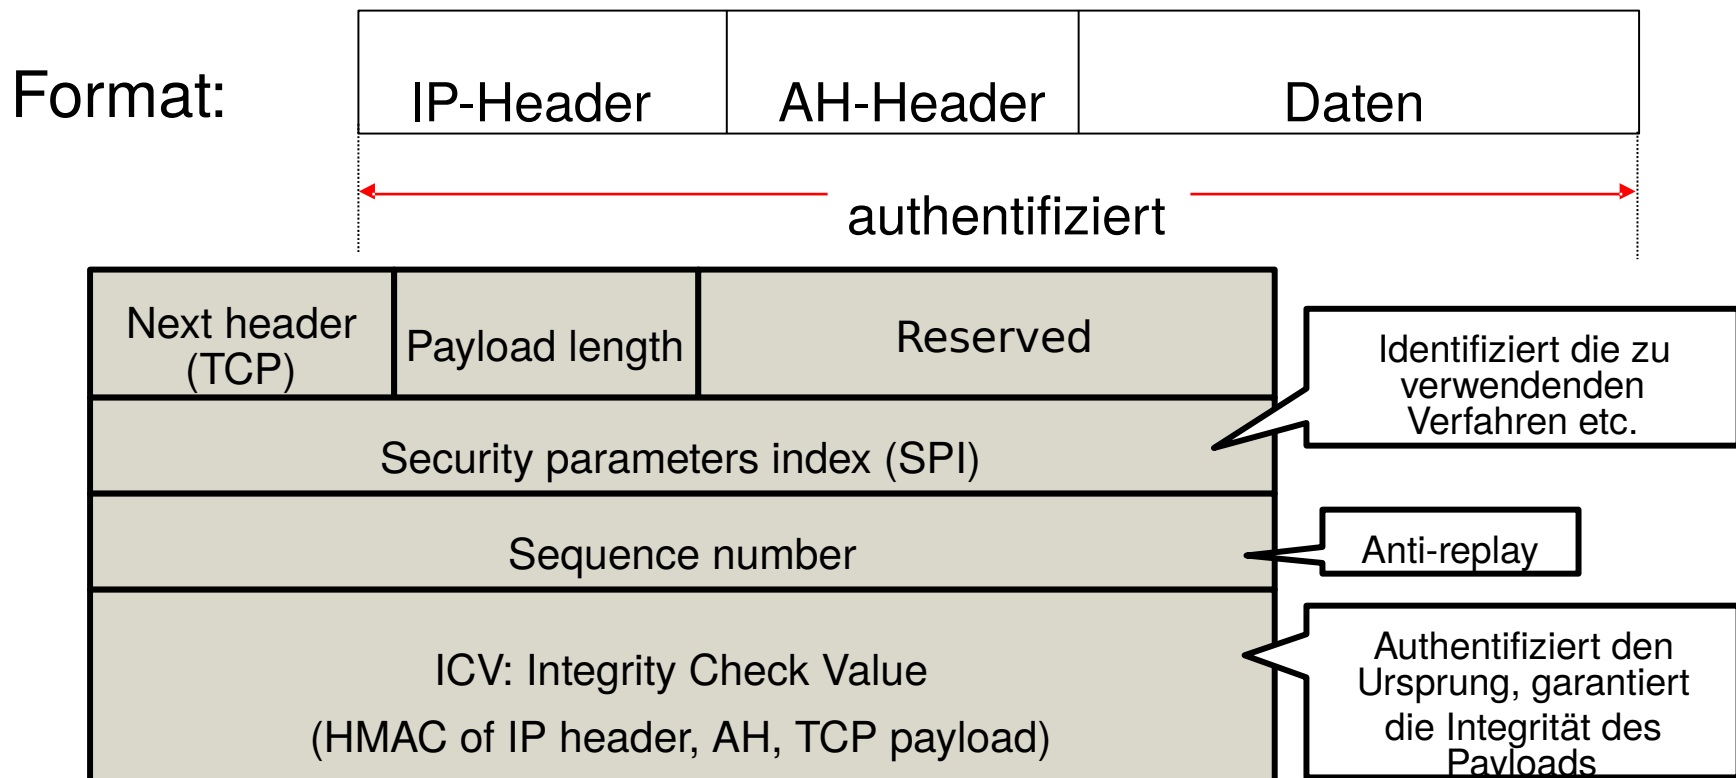 Format:
IP-Header
AH-Header
Daten
authentifiziert
Next header
(TCP)
Payload length
Reserved
Identifiziert die zu
verwendenden
Verfahren etc.
Security parameters index (SPI)
Sequence number
Anti-replay
ICV: Integrity Check Value
(HMAC of IP header, AH, TCP payload)
Authentifiziert den
Ursprung, garantiert
die Integrität des
Payloads